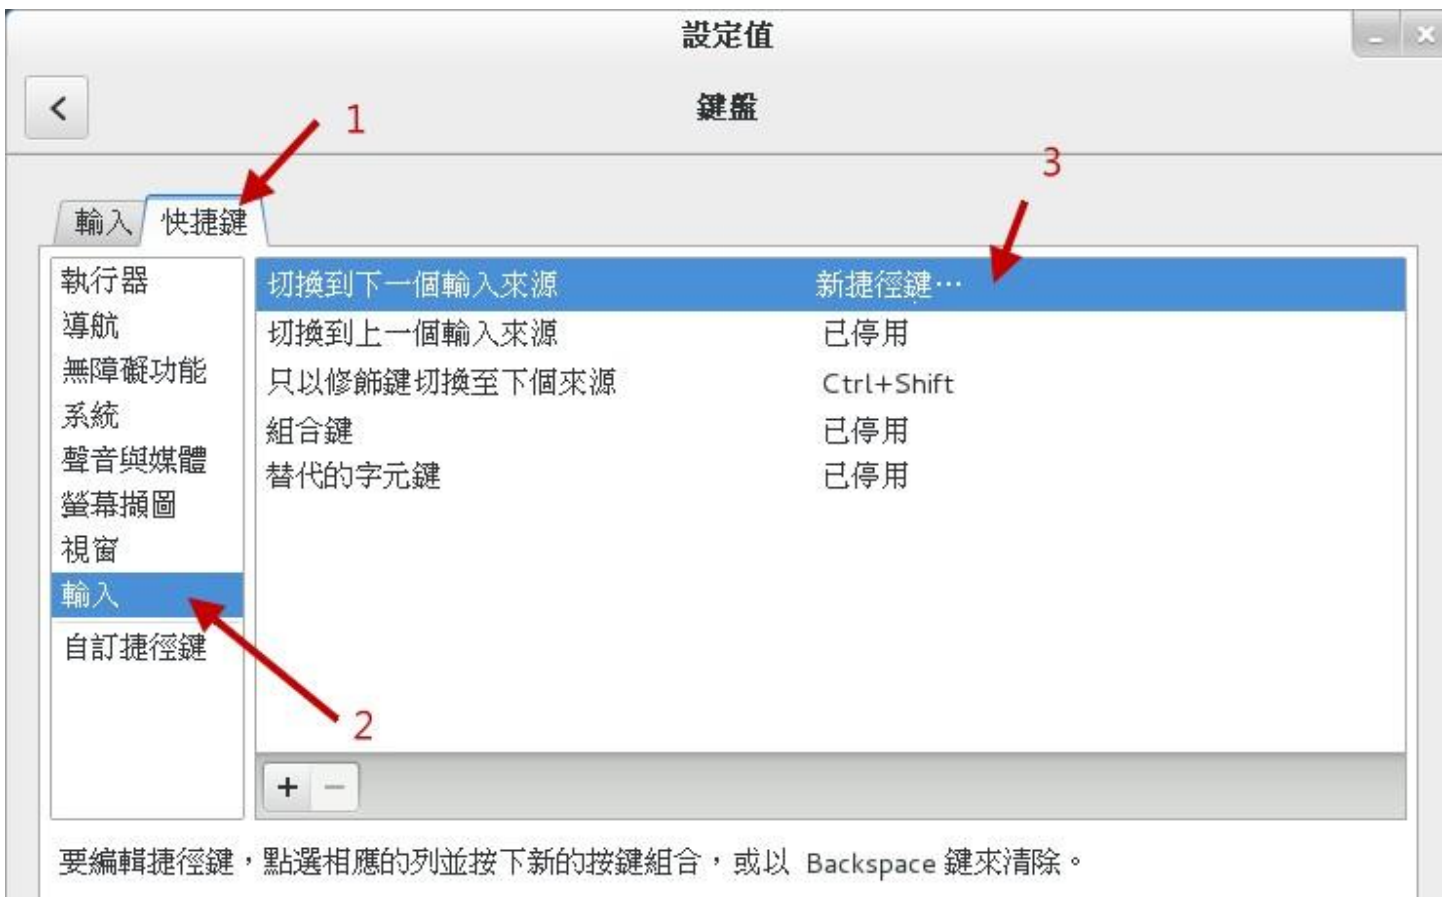 設定值
鍵盤
1
3
輸入 快捷鍵
執行器
導航
無障礙功能
系統
聲音與媒體
螢幕擷圖
視窗
輸入
自訂捷徑鍵
切換到下一個輸入來源 新捷徑鍵…
切換到上一個輸入來源 已停用
只以修飾鍵切換至下個來源 Ctrl+Shift
組合鍵 已停用
替代的字元鍵 已停用
2
要編輯捷徑鍵，點選相應的列並按下新的按鍵組合，或以 Backspace 鍵來清除。